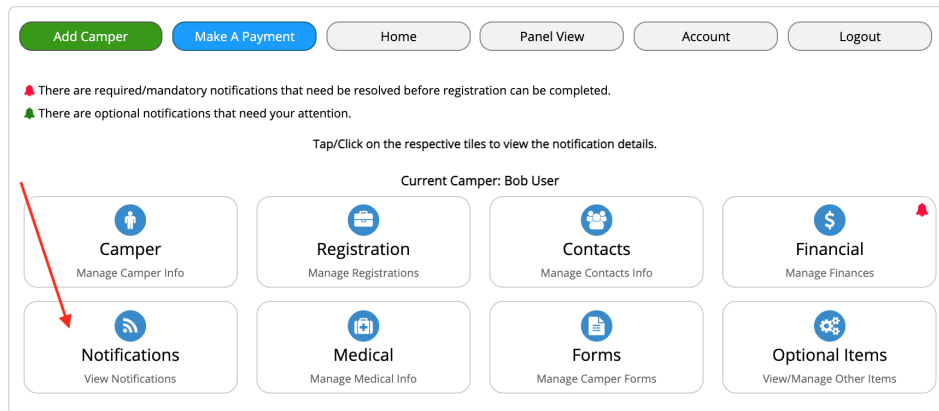 Add Camper Make A Payment Home Panel View Account Logout
There are required/mandatory notifications that need be resolved before registration can be completed.
There are optional notifications that need your attention.
Tap/Click on the respective tiles to view the notification details.
Current Camper: Bob User
Camper Registration Contacts Financial
Manage Camper Info Manage Registrations Manage Contacts Info Manage Finances
Notifications Medical Forms Optional Items
View Notifications Manage Medical Info Manage Camper Forms View/Manage Other Items